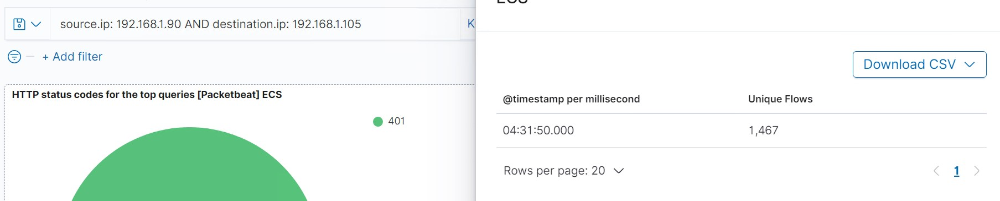 source.ip: 192.168.1.90 AND destination.ip: 192.168.1.105
+ Add filter
HTTP status codes for the top queries [Packetbeat] ECS
401
ECS
Download CSV
@timestamp per millisecond Unique Flows
04:31:50.000 1,467
Rows per page: 20
1